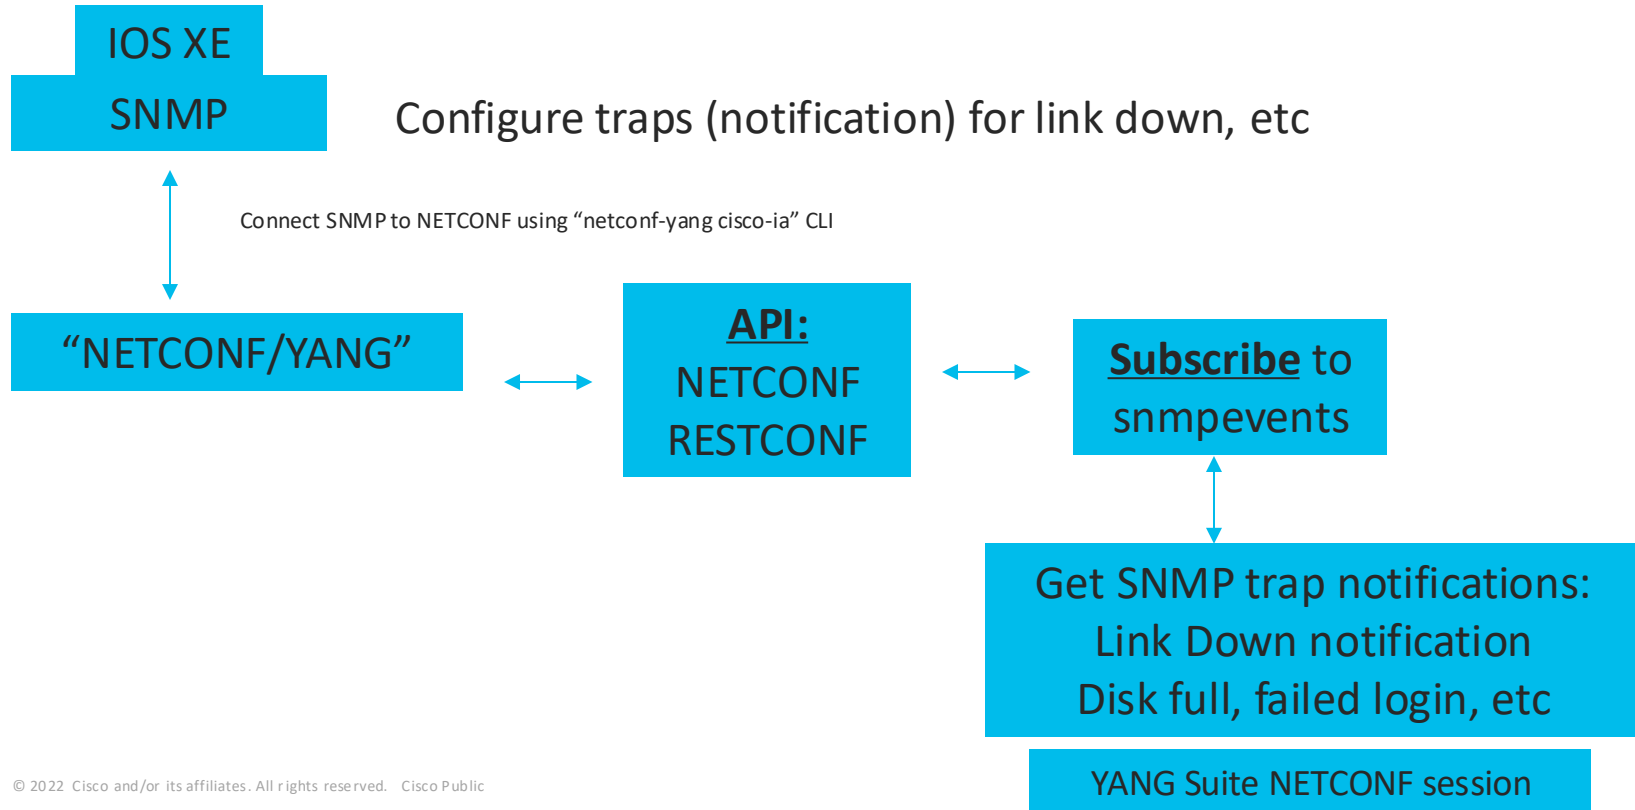 IOS XE
SNMP
Configure traps (notification) for link down, etc
Connect SNMP to NETCONF using “netconf-yang cisco-ia” CLI
“NETCONF/YANG”
API:
NETCONF
RESTCONF
Subscribe to
snmpevents
Get SNMP trap notifications:
Link Down notification
Disk full, failed login, etc
YANG Suite NETCONF session
© 2022 Cisco and/or its affiliates. All rights reserved. Cisco Public